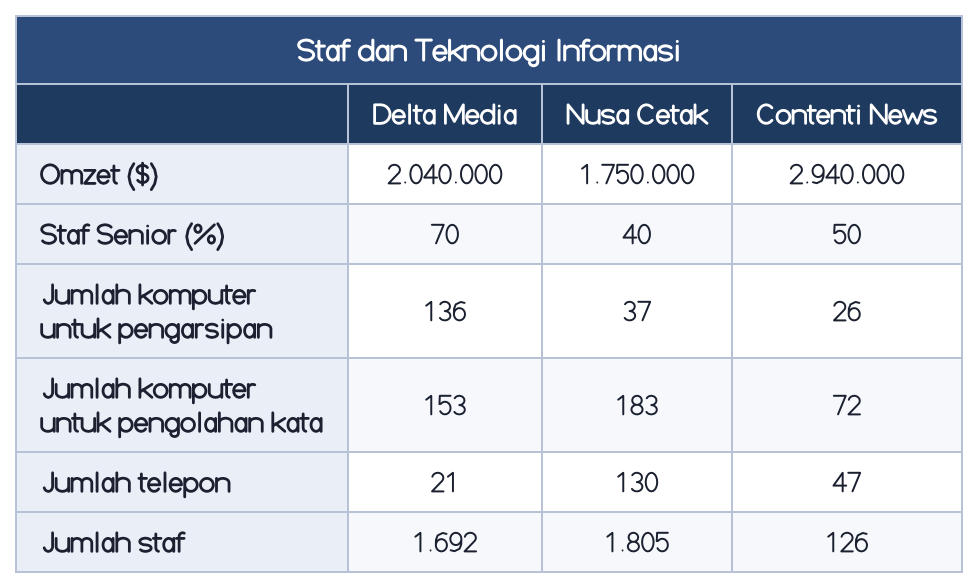 Staf dan Teknologi Informasi
Delta Media Nusa Cetak Contenti News
Omzet ($) 2.040.000 1.750.000 2.940.000
Staf Senior (%) 70 40 50
Jumlah komputer
untuk pengarsipan 136 37 26
Jumlah komputer
untuk pengolahan kata 153 183 72
Jumlah telepon 21 130 47
Jumlah staf 1.692 1.805 126